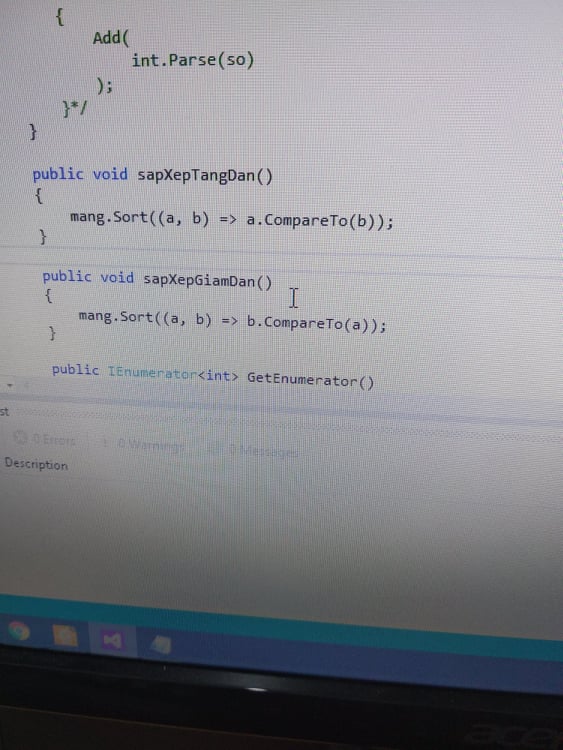 {
Add(
int.Parse(so)
);
}*/
}
public void sapXepTangDan()
{
mang.Sort((a, b) => a.CompareTo(b));
}
public void sapXepGiamDan()
{
mang.Sort((a, b) => b.CompareTo(a));
}
public IEnumerator<int> GetEnumerator()
st
0 Errors
0 Warnings
0 Messages
Description
acer